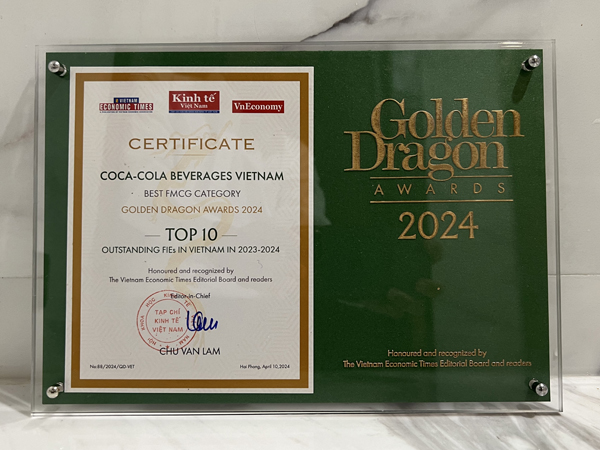 VIETNAM
ECONOMIC TIMES
Kinh tế
Việt Nam
VnEconomy
CERTIFICATE
COCA-COLA BEVERAGES VIETNAM
BEST FMCG CATEGORY
GOLDEN DRAGON AWARDS 2024
TOP 10
OUTSTANDING FIEs IN VIETNAM IN 2023-2024
Honoured and recognized by
The Vietnam Economic Times Editorial Board and readers
Editor-in-Chief
TẠP CHÍ
KINH TẾ
VIỆT NAM
CHU VAN LAM
No.88/2024/QD-VET
Hai Phong, April 10, 2024
Golden
Dragon
AWARDS
2024
Honoured and recognized by
The Vietnam Economic Times Editorial Board and readers